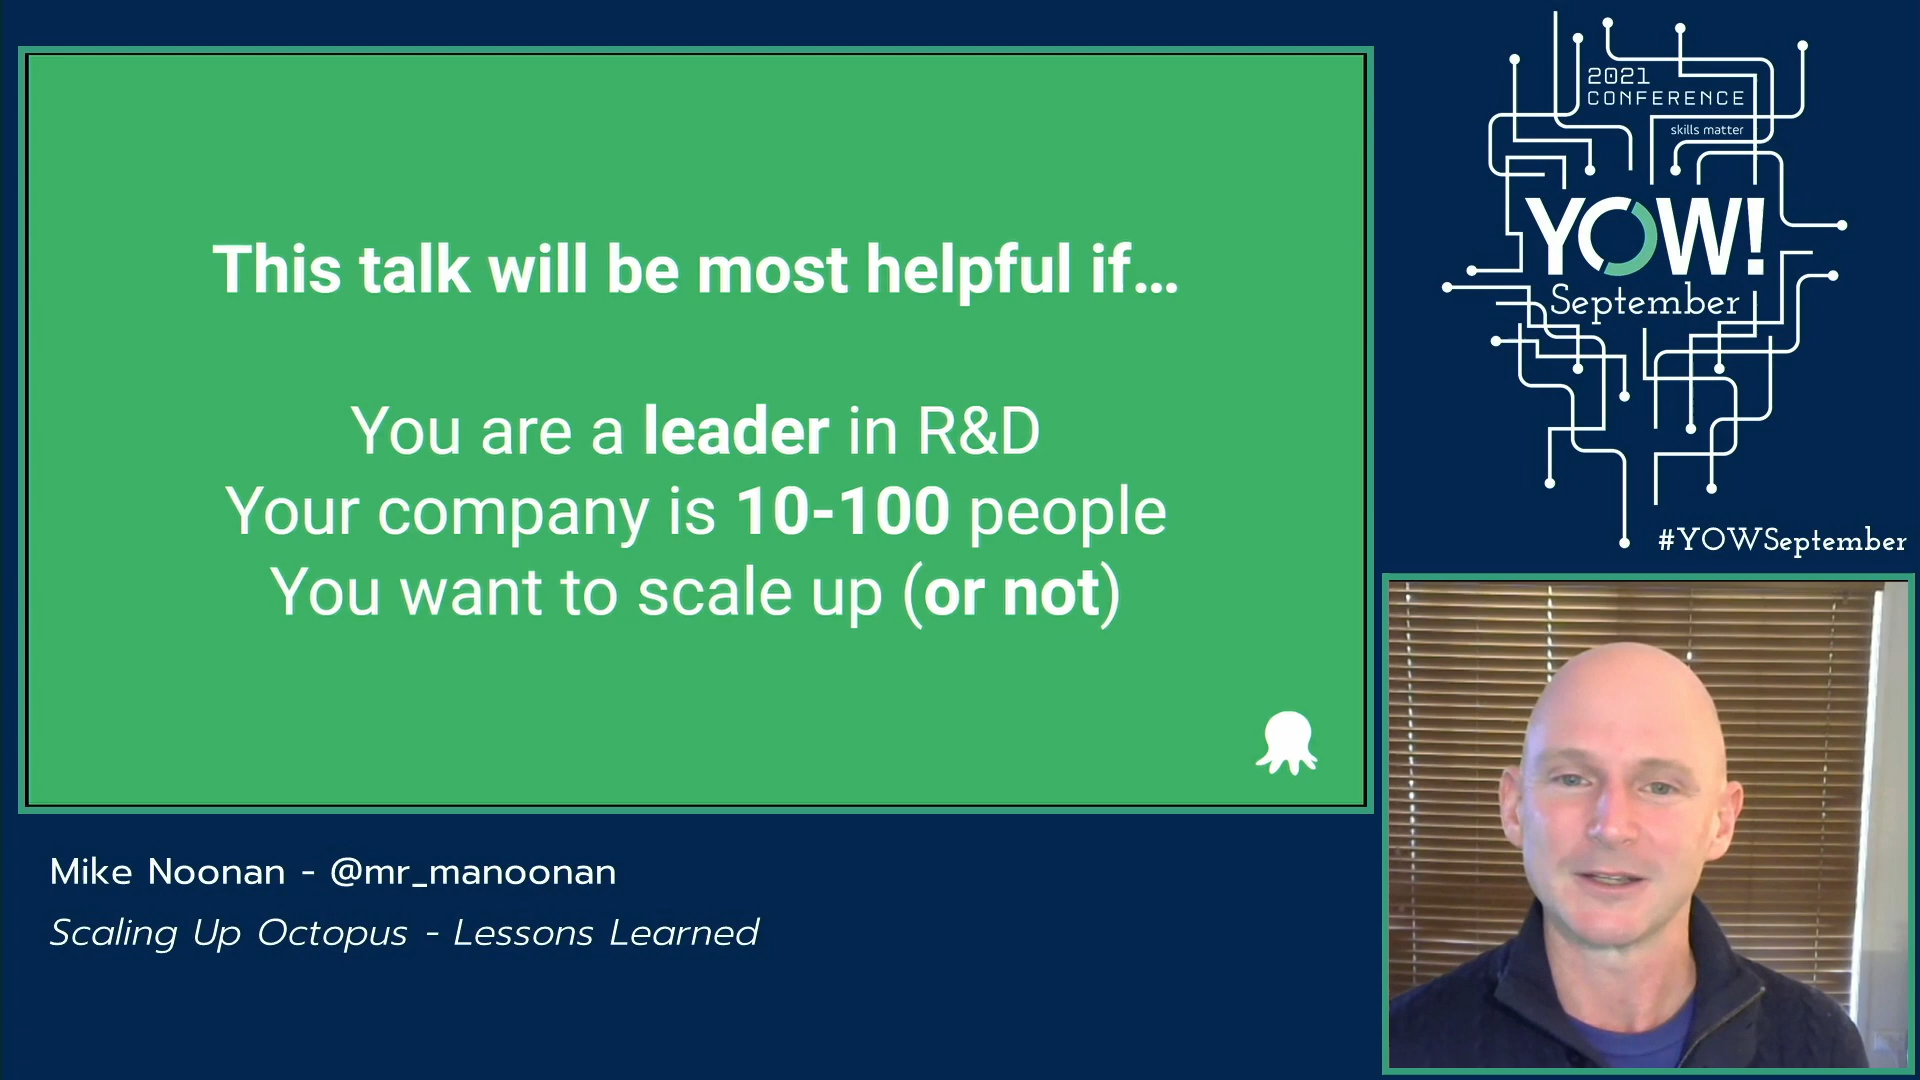 This talk will be most helpful if...
You are a leader in R&D
Your company is 10-100 people
You want to scale up (or not)
2021
CONFERENCE
skills matter
YOW!
September
#YOWSeptember
Mike Noonan - @mr_manoonan
Scaling Up Octopus - Lessons Learned